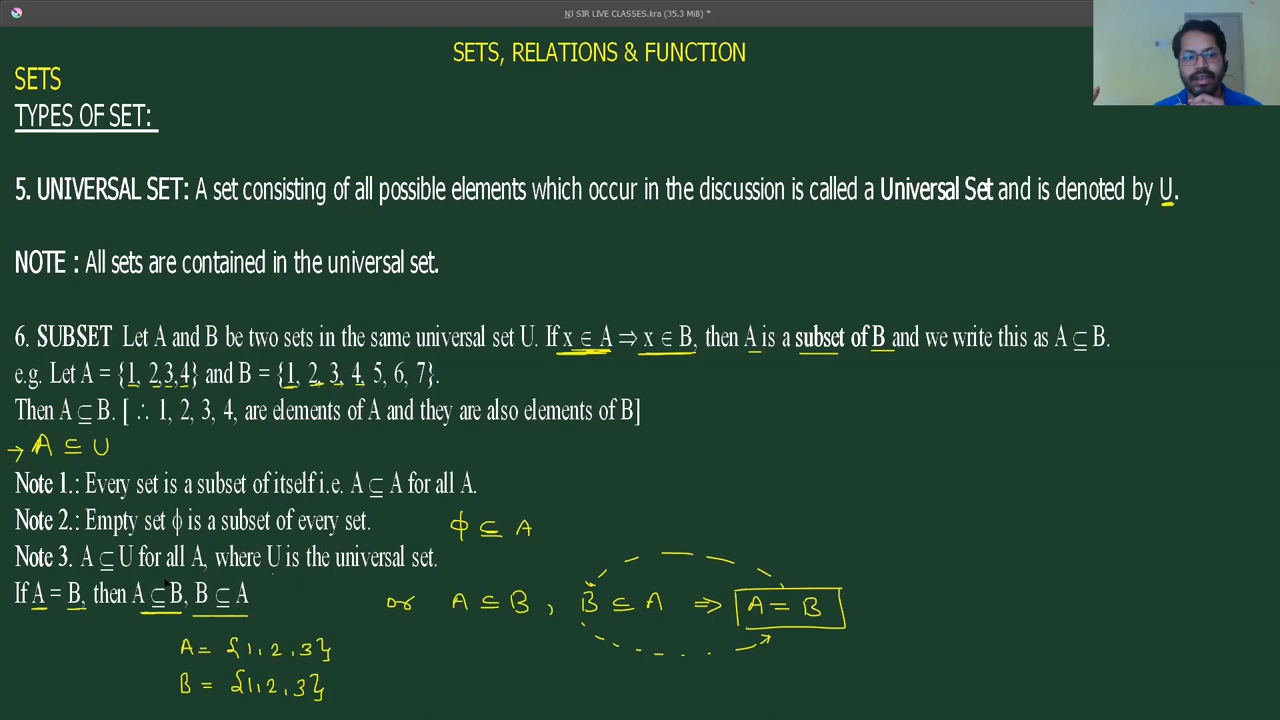 NJ SIR LIVE CLASSES.kra (35.3 MiB) *
SETS, RELATIONS & FUNCTION
SETS
TYPES OF SET:
5. UNIVERSAL SET: A set consisting of all possible elements which occur in the discussion is called a Universal Set and is denoted by U.
NOTE : All sets are contained in the universal set.
6. SUBSET Let A and B be two sets in the same universal set U. If x ∈ A ⇒ x ∈ B, then A is a subset of B and we write this as A ⊆ B.
e.g. Let A = {1, 2,3,4} and B = {1, 2, 3, 4, 5, 6, 7}.
Then A ⊆ B. [ ∴ 1, 2, 3, 4, are elements of A and they are also elements of B]
→ A ⊆ U
Note 1.: Every set is a subset of itself i.e. A ⊆ A for all A.
Note 2.: Empty set ϕ is a subset of every set. ϕ ⊆ A
Note 3. A ⊆ U for all A, where U is the universal set.
If A = B, then A ⊆ B, B ⊆ A or A ⊆ B , B ⊆ A ⇒ A = B
A = {1, 2, 3}
B = {1, 2, 3}